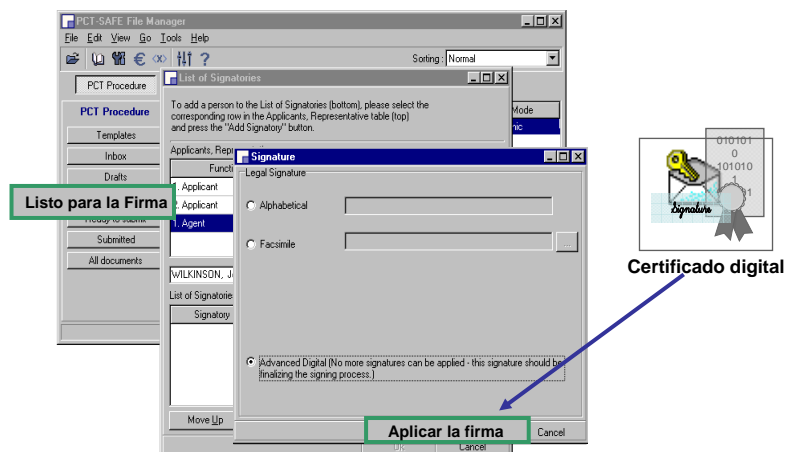 PCT-SAFE File Manager
File Edit View Go Tools Help
Sorting: Normal
PCT Procedure
PCT Procedure
Templates
Inbox
Drafts
Listo para la Firma
Submitted
All documents
Mode
List of Signatories
To add a person to the List of Signatories (bottom), please select the
corresponding row in the Applicants, Representative table (top)
and press the "Add Signatory" button.
Applicants,
1. Applicant
2. Applicant
1. Agent
WILKINSON,
List of Signatories
Signatory
Move Up
Cancel
Signature
Legal Signature
Alphabetical
Facsimile
...
Advanced Digital (No more signatures can be applied - this signature should be
finalizing the signing process.)
Aplicar la firma
Cancel
010101
0
101010
1
Signature
Certificado digital